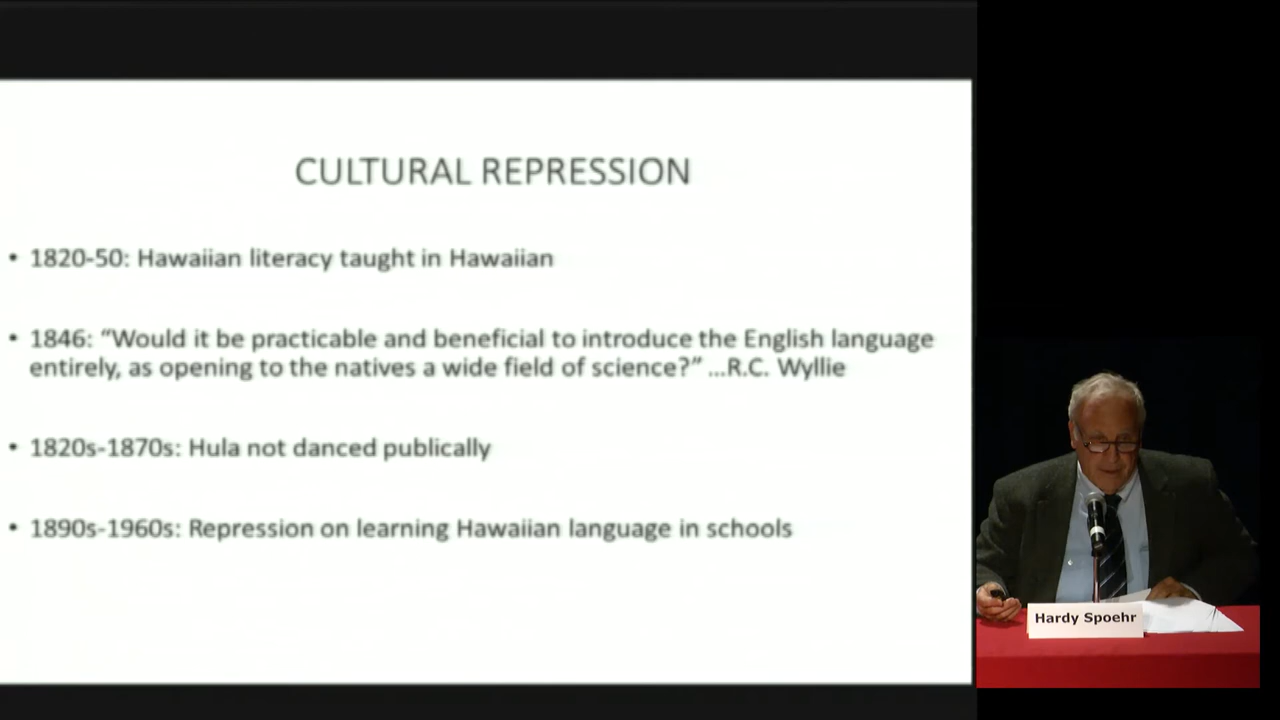 CULTURAL REPRESSION
• 1820-50: Hawaiian literacy taught in Hawaiian
• 1846: “Would it be practicable and beneficial to introduce the English language
entirely, as opening to the natives a wide field of science?” ...R.C. Wyllie
• 1820s-1870s: Hula not danced publically
• 1890s-1960s: Repression on learning Hawaiian language in schools
Hardy Spoehr